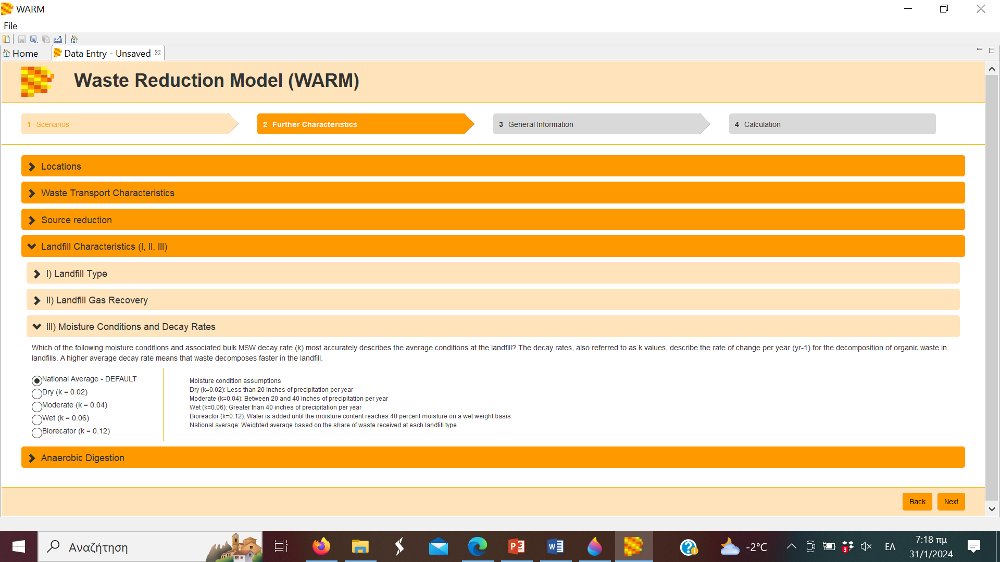 WARM
File
Home
Data Entry - Unsaved
Waste Reduction Model (WARM)
1 Scenarios
2 Further Characteristics
3 General Information
4 Calculation
Locations
Waste Transport Characteristics
Source reduction
Landfill Characteristics (I, II, III)
I) Landfill Type
II) Landfill Gas Recovery
III) Moisture Conditions and Decay Rates
Which of the following moisture conditions and associated bulk MSW decay rate (k) most accurately describes the average conditions at the landfill? The decay rates, also referred to as k values, describe the rate of change per year (yr-1) for the decomposition of organic waste in
landfills. A higher average decay rate means that waste decomposes faster in the landfill.
National Average - DEFAULT
Dry (k = 0.02)
Moderate (k = 0.04)
Wet (k = 0.06)
Biorecator (k = 0.12)
Moisture condition assumptions
Dry (k=0.02): Less than 20 inches of precipitation per year
Moderate (k=0.04): Between 20 and 40 inches of precipitation per year
Wet (k=0.06): Greater than 40 inches of precipitation per year
Bioreactor (k=0.12): Water is added until the moisture content reaches 40 percent moisture on a wet weight basis
National average: Weighted average based on the share of waste received at each landfill type
Anaerobic Digestion
Back
Next
Αναζήτηση
-2°C
3
ΕΛ
7:18 πμ
31/1/2024